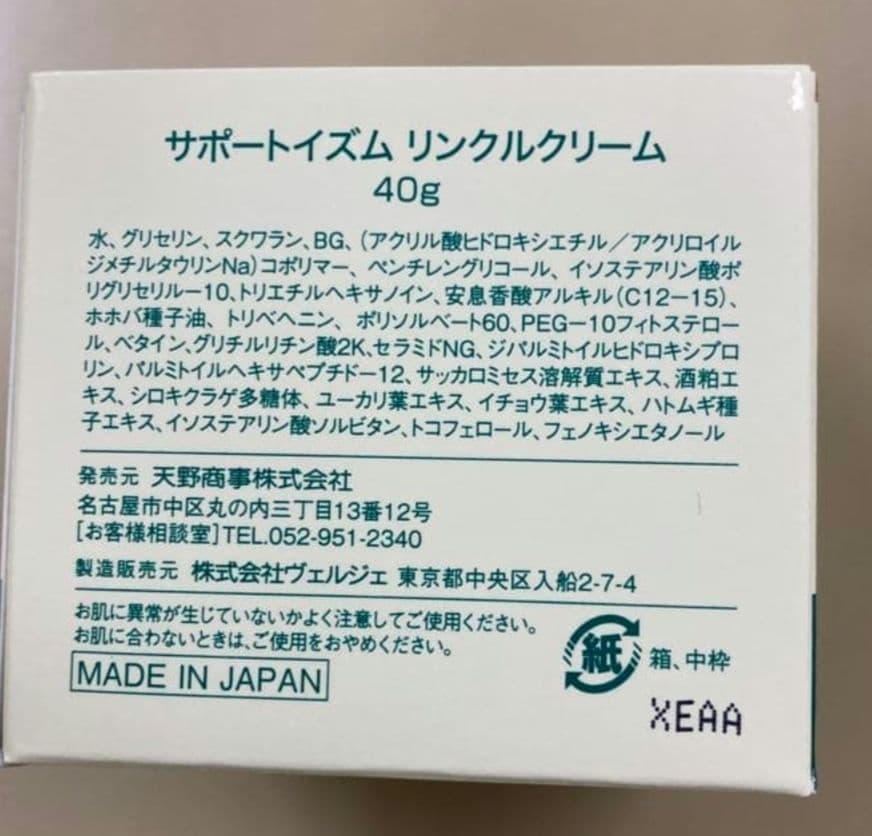 サポートイズム リンクルクリーム
40g
水、グリセリン、スクワラン、BG、（アクリル酸ヒドロキシエチル／アクリロイル
ジメチルタウリンNa）コポリマー、ペンチレングリコール、イソステアリン酸ポ
リグリセリル－10、トリエチルヘキサノイン、安息香酸アルキル（C12－15）、
ホホバ種子油、トリベヘニン、ポリソルベート60、PEG－10フィトステロー
ル、ベタイン、グリチルリチン酸2K、セラミドNG、ジパルミトイルヒドロキシプロ
リン、パルミトイルヘキサペプチド－12、サッカロミセス溶解質エキス、酒粕エ
キス、シロキクラゲ多糖体、ユーカリ葉エキス、イチョウ葉エキス、ハトムギ種
子エキス、イソステアリン酸ソルビタン、トコフェロール、フェノキシエタノール
発売元 天野商事株式会社
名古屋市中区丸の内三丁目13番12号
［お客様相談室］TEL.052-951-2340
製造販売元 株式会社ヴェルジェ 東京都中央区入船2-7-4
お肌に異常が生じていないかよく注意してご使用ください。
お肌に合わないときは、ご使用をおやめください。
MADE IN JAPAN
紙 箱、中枠
XEAA